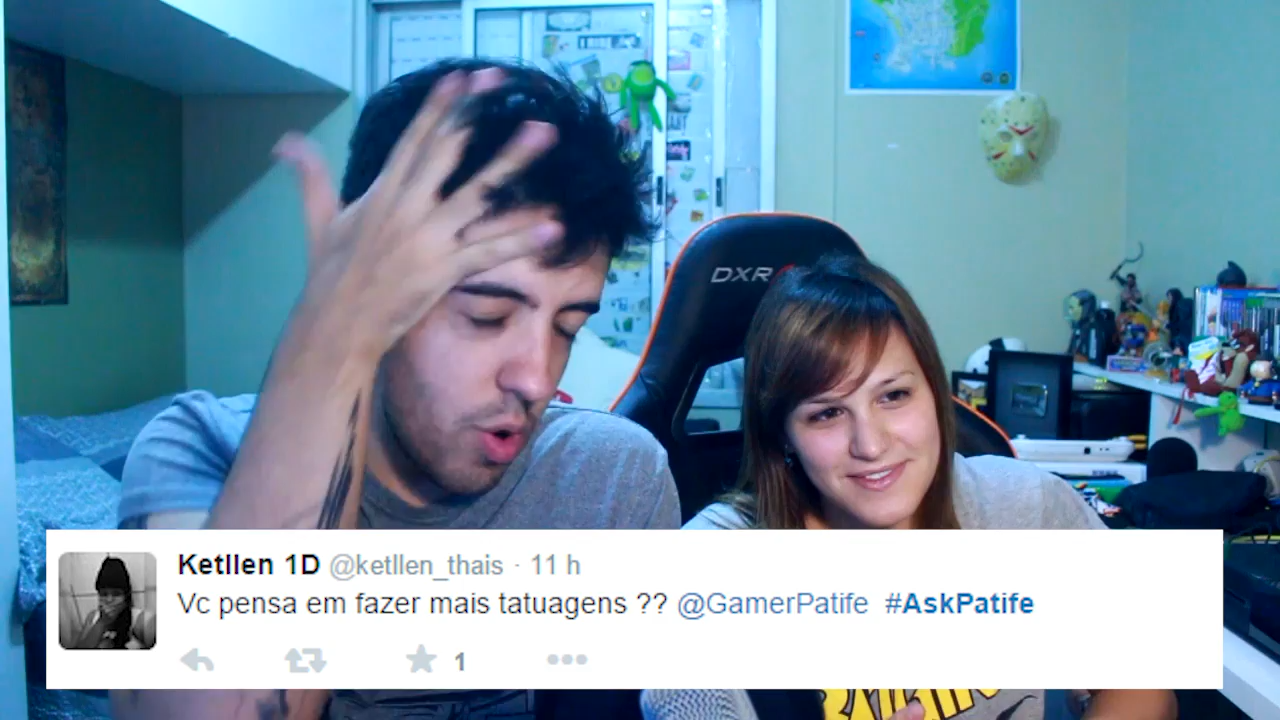 DXR
Ketllen 1D @ketllen_thais · 11 h
Vc pensa em fazer mais tatuagens ?? @GamerPatife #AskPatife
1